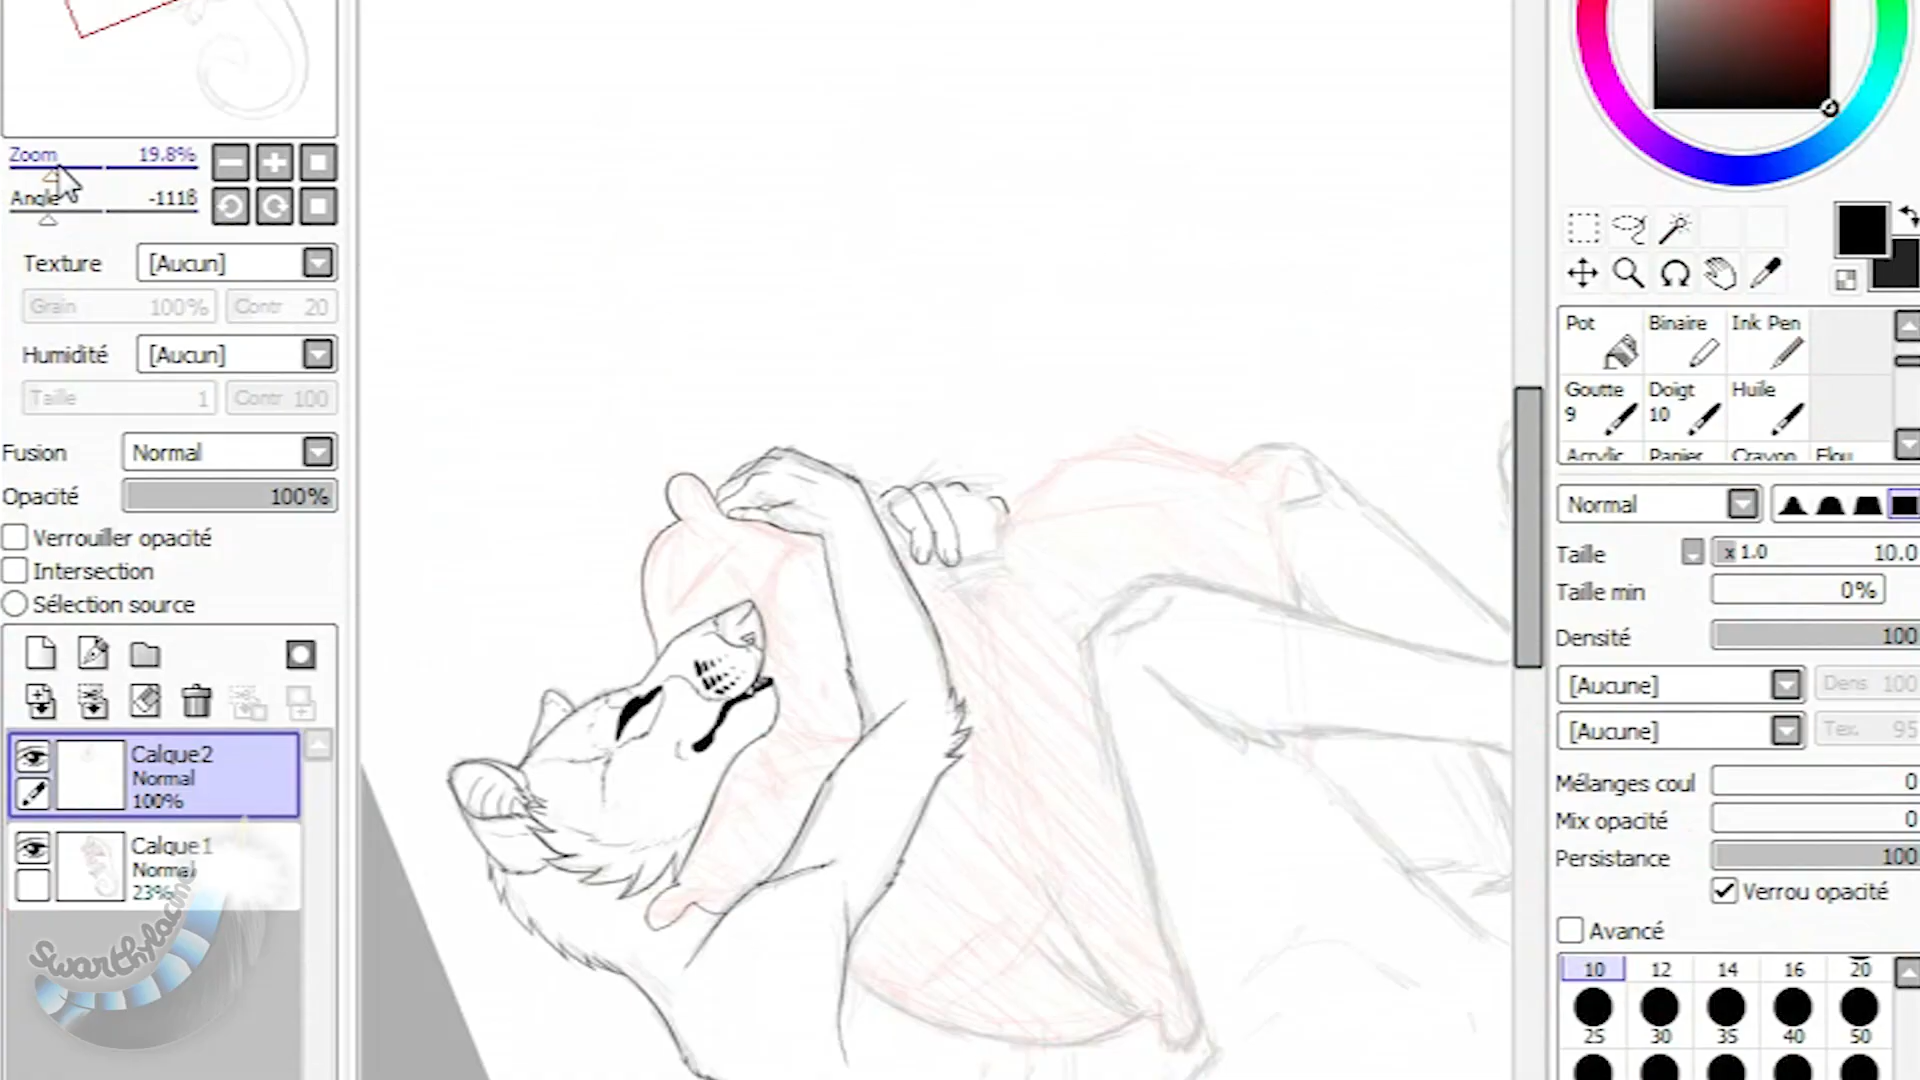 Zoom 19.8%
Angle -1118
Texture [Aucun]
Grain 100% Contr 20
Humidité [Aucun]
Taille 1 Contr 100
Fusion Normal
Opacité 100%
Verrouiller opacité
Intersection
Sélection source
Calque2
Normal
100%
Calque1
Normal
23%
Pot Binaire Ink Pen
Goutte Doigt Huile
9 10
Acrylic Papier Crayon Flou
Normal
Taille x 1.0 10.0
Taille min 0%
Densité 100
[Aucune] Dens 100
[Aucune] Tex. 95
Mélanges coul 0
Mix opacité 0
Persistance 100
Verrou opacité
Avancé
10 12 14 16 20
25 30 35 40 50